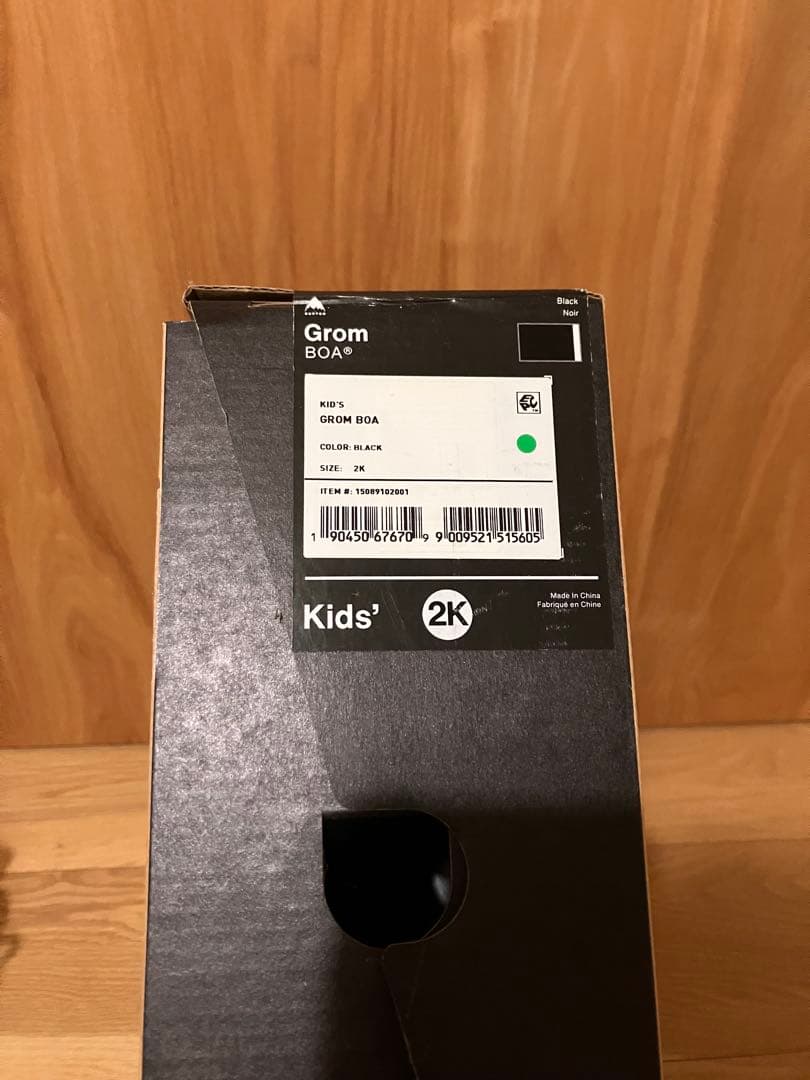 BURTON
Black
Noir
Grom
BOA®
KID'S
GROM BOA
COLOR: BLACK
SIZE: 2K
ITEM #: 15089102001
1 90450 67670 9 9 009521 515605
Made In China
Fabriqué en Chine
Kids' 2K